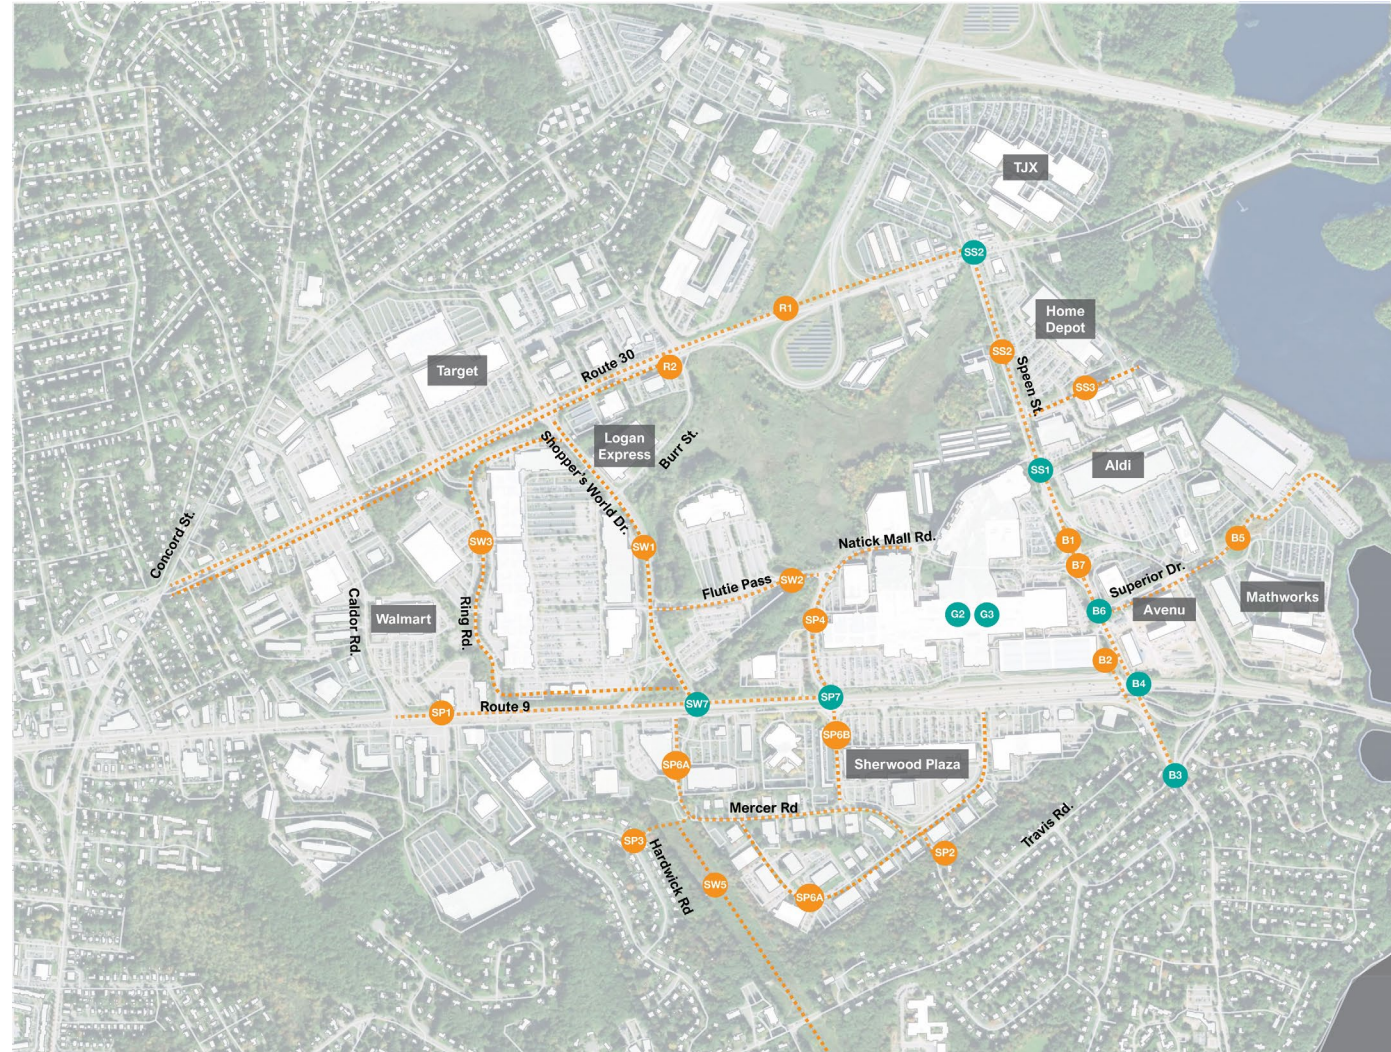 TJX
SS2
R1
Home
Depot
Route 30
SS2
Target
R2
Speen St.
SS3
Logan
Express
Shopper's World Dr.
Burr St.
Aldi
SS1
Concord St.
SW3
SW1
Natick Mall Rd.
B1
B5
B7
Flutie Pass
SW2
Superior Dr.
Caldor Rd.
Walmart
Ring Rd.
SP4
G2
G3
B6
Avenu
Mathworks
B2
B4
SP1
Route 9
SW7
SP7
SP6B
SP6A
Sherwood Plaza
B3
Mercer Rd
Travis Rd.
SP3
Hardwick Rd
SP2
SW5
SP6A